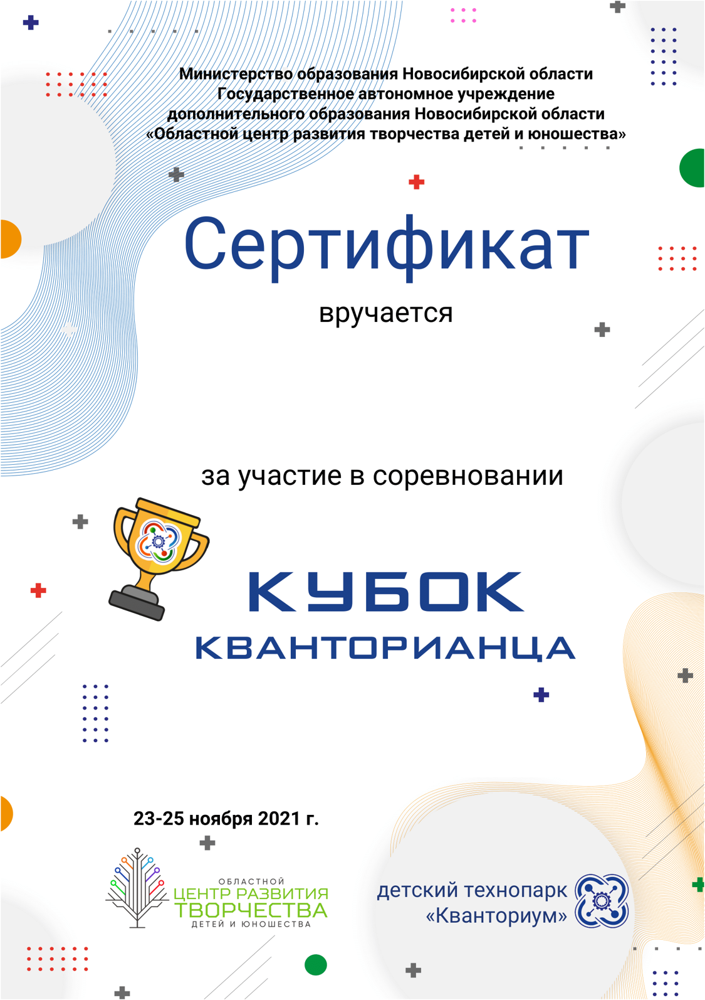 Министерство образования Новосибирской области
Государственное автономное учреждение
дополнительного образования Новосибирской области
«Областной центр развития творчества детей и юношества»
Сертификат
вручается
за участие в соревновании
КУБОК
КВАНТОРИАНЦА
23-25 ноября 2021 г.
ОБЛАСТНОЙ
ЦЕНТР РАЗВИТИЯ
ТВОРЧЕСТВА
ДЕТЕЙ И ЮНОШЕСТВА
детский технопарк
«Кванториум»